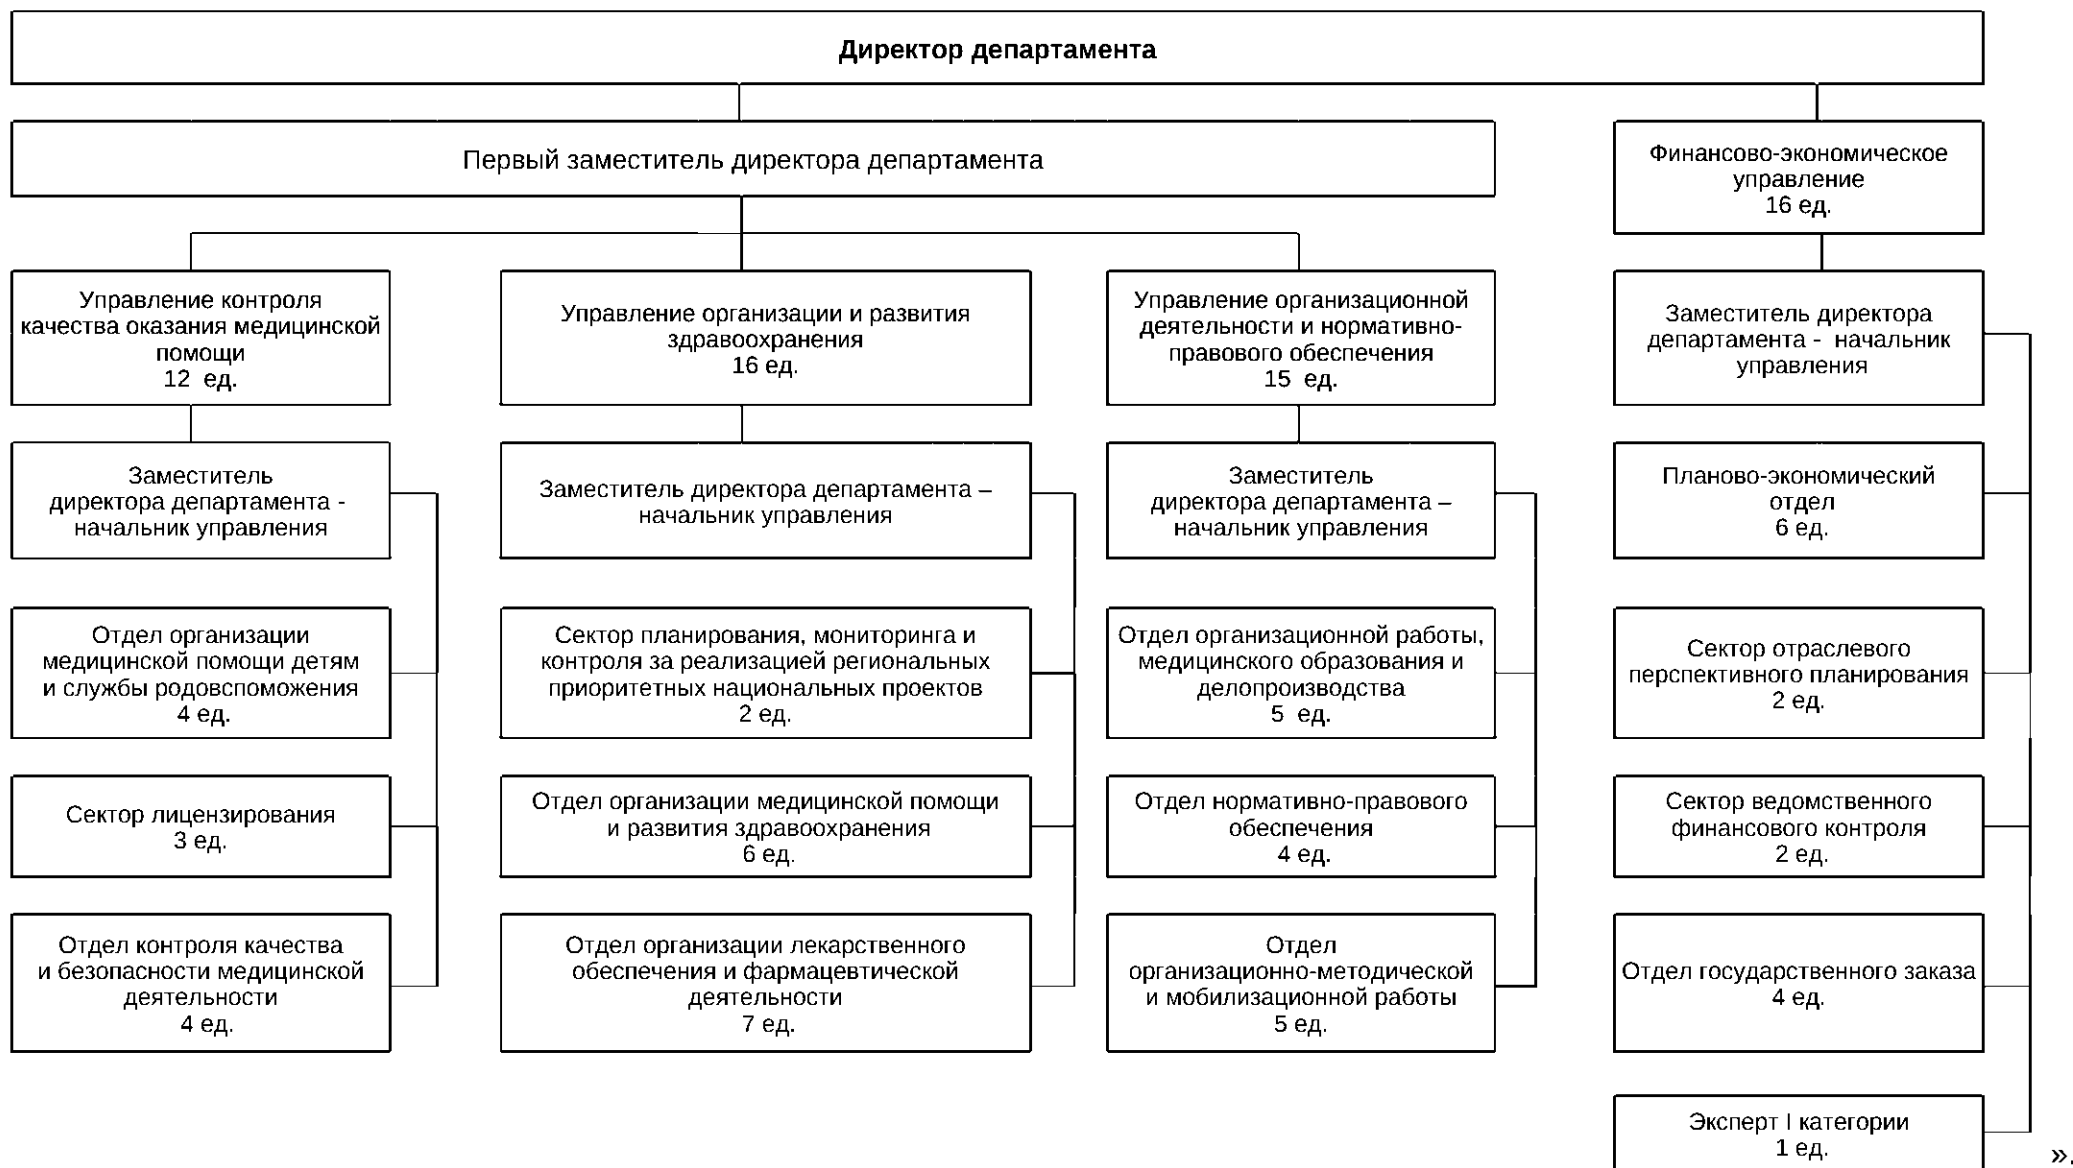 Директор департамента
Первый заместитель директора департамента
Финансово-экономическое
управление
16 ед.
Управление контроля
качества оказания медицинской
помощи
12 ед.
Управление организации и развития
здравоохранения
16 ед.
Управление организационной
деятельности и нормативно-
правового обеспечения
15 ед.
Заместитель директора
департамента - начальник
управления
Заместитель
директора департамента -
начальник управления
Заместитель директора департамента –
начальник управления
Заместитель
директора департамента –
начальник управления
Планово-экономический
отдел
6 ед.
Отдел организации
медицинской помощи детям
и службы родовспоможения
4 ед.
Сектор планирования, мониторинга и
контроля за реализацией региональных
приоритетных национальных проектов
2 ед.
Отдел организационной работы,
медицинского образования и
делопроизводства
5 ед.
Сектор отраслевого
перспективного планирования
2 ед.
Сектор лицензирования
3 ед.
Отдел организации медицинской помощи
и развития здравоохранения
6 ед.
Отдел нормативно-правового
обеспечения
4 ед.
Сектор ведомственного
финансового контроля
2 ед.
Отдел контроля качества
и безопасности медицинской
деятельности
4 ед.
Отдел организации лекарственного
обеспечения и фармацевтической
деятельности
7 ед.
Отдел
организационно-методической
и мобилизационной работы
5 ед.
Отдел государственного заказа
4 ед.
Эксперт I категории
1 ед.
».